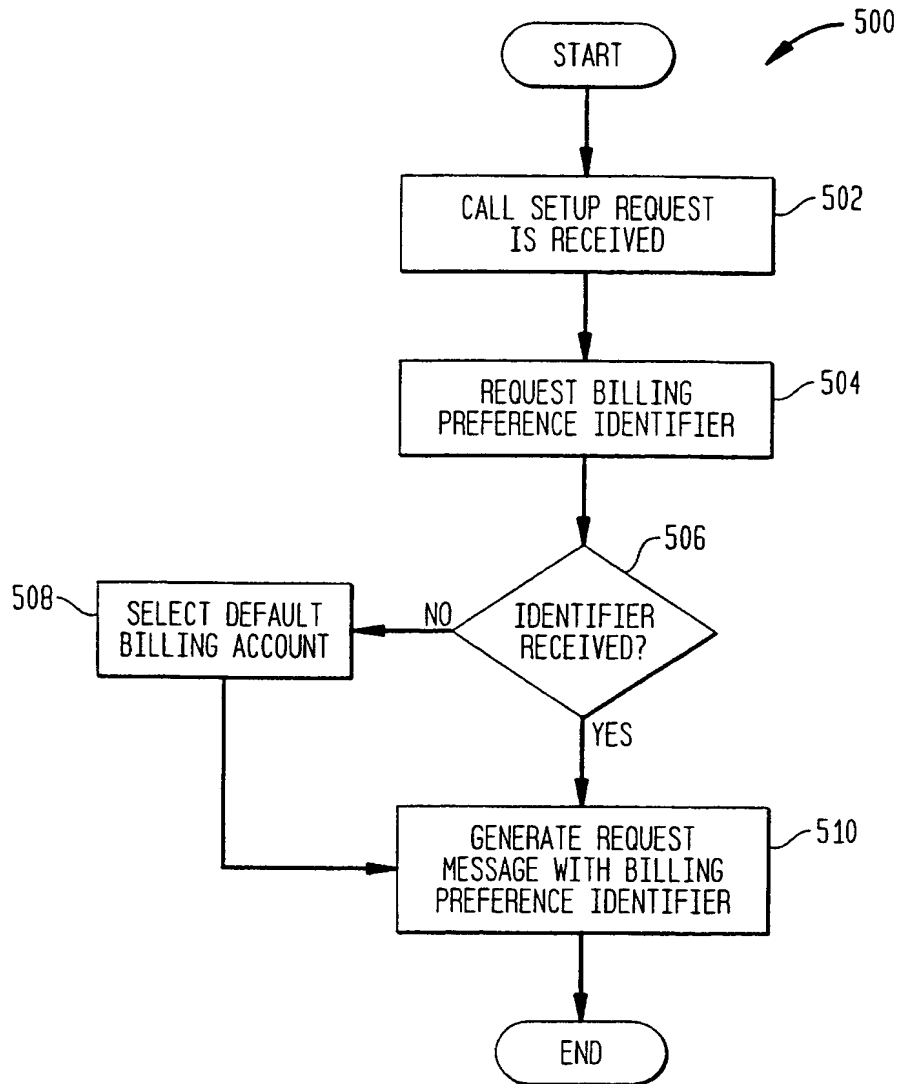 500
START
CALL SETUP REQUEST
IS RECEIVED
502
REQUEST BILLING
PREFERENCE IDENTIFIER
504
506
IDENTIFIER
RECEIVED?
NO
508
SELECT DEFAULT
BILLING ACCOUNT
YES
GENERATE REQUEST
MESSAGE WITH BILLING
PREFERENCE IDENTIFIER
510
END